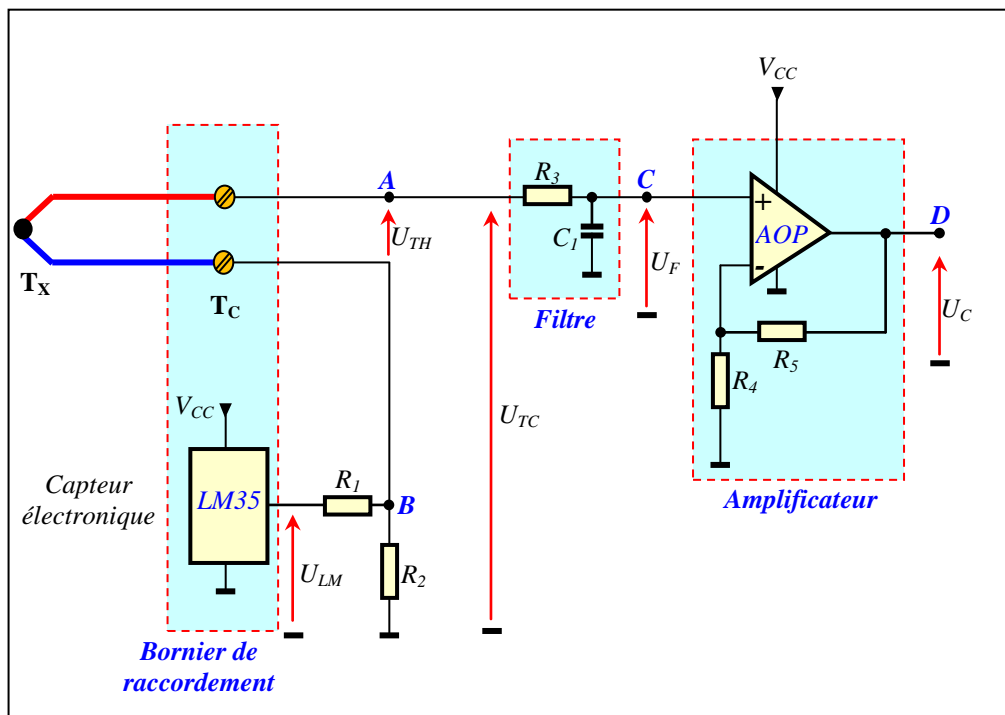 V_CC
A
R_3
C
+
AOP
D
U_TH
C_1
-
T_X
T_C
U_F
Filtre
R_5
U_C
R_4
V_CC
U_TC
Capteur
électronique
LM35
R_1
B
Amplificateur
U_LM
R_2
Bornier de
raccordement